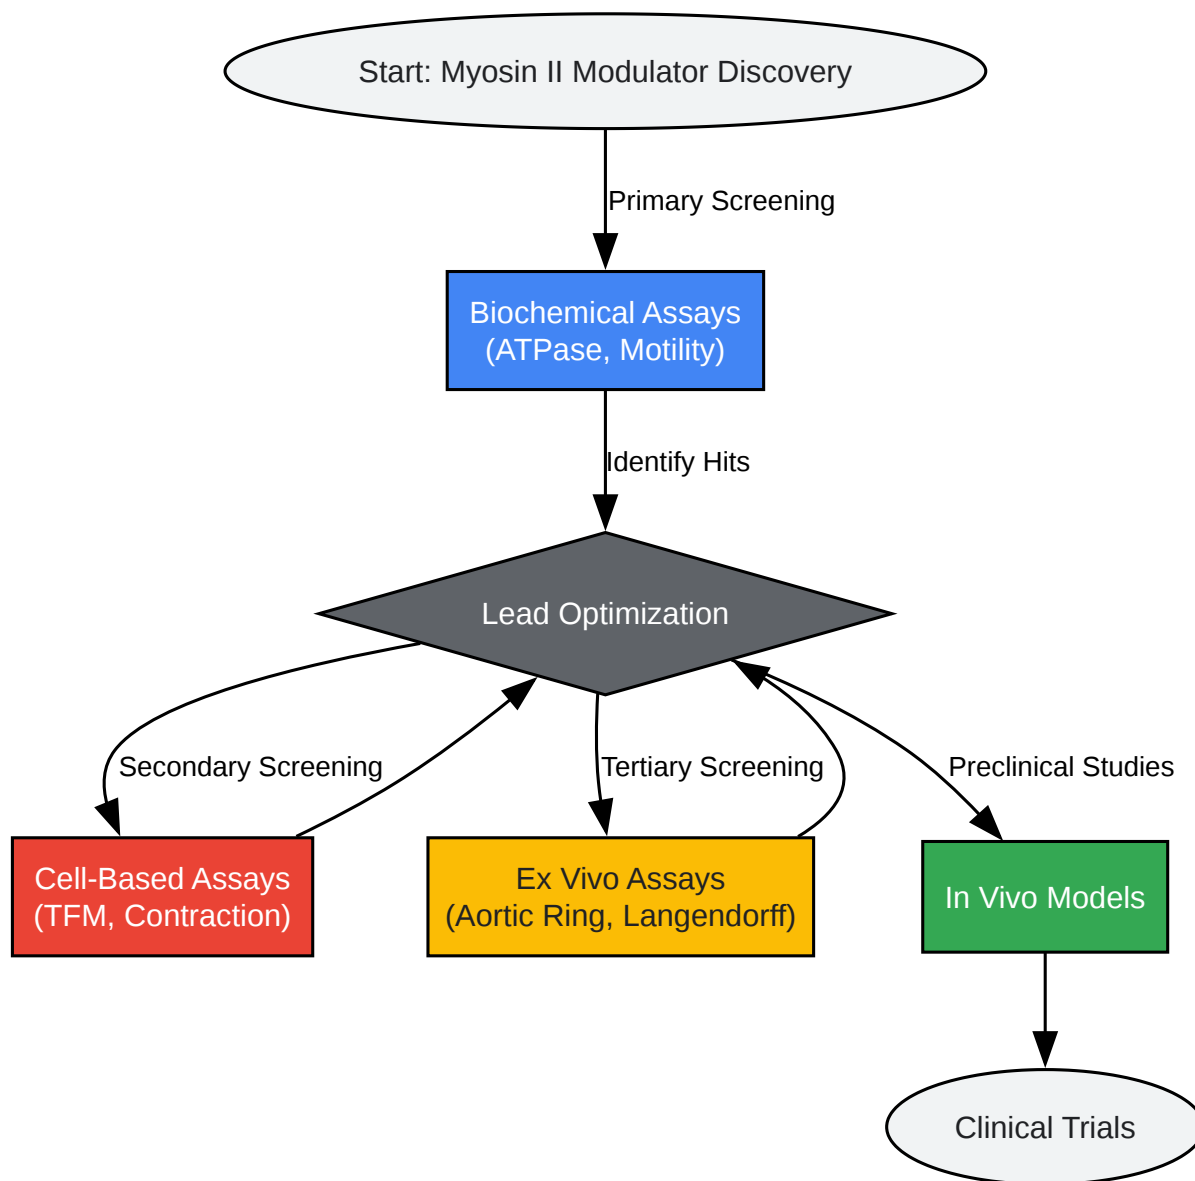 Start: Myosin II Modulator Discovery
Primary Screening
Biochemical Assays
(ATPase, Motility)
Identify Hits
Lead Optimization
Secondary Screening
Tertiary Screening
Preclinical Studies
Cell-Based Assays
(TFM, Contraction)
Ex Vivo Assays
(Aortic Ring, Langendorff)
In Vivo Models
Clinical Trials